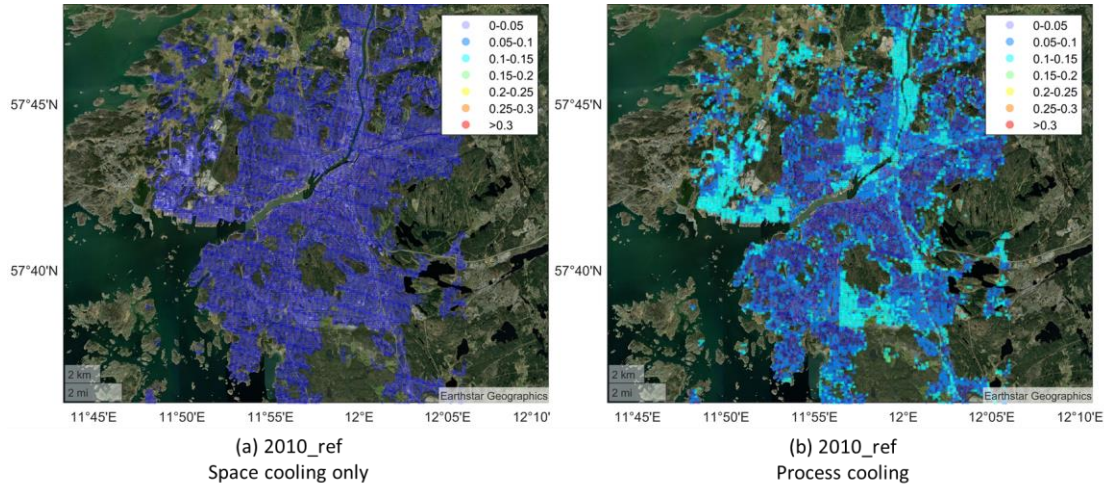 0-0.05
0.05-0.1
0.1-0.15
0.15-0.2
0.2-0.25
0.25-0.3
>0.3
57°45'N
57°40'N
2 km
2 mi
Earthstar Geographics
11°45'E 11°50'E 11°55'E 12°E 12°05'E 12°10'E
(a) 2010_ref
Space cooling only
0-0.05
0.05-0.1
0.1-0.15
0.15-0.2
0.2-0.25
0.25-0.3
>0.3
57°45'N
57°40'N
2 km
2 mi
Earthstar Geographics
11°45'E 11°50'E 11°55'E 12°E 12°05'E 12°10'E
(b) 2010_ref
Process cooling